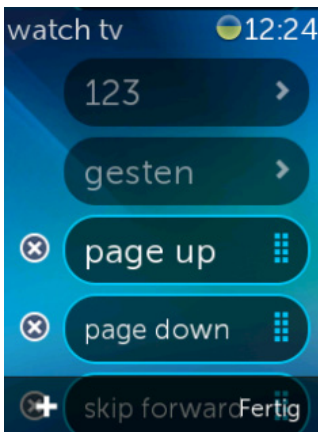 watch tv 12:24
123
gesten
page up
page down
skip forward
Fertig